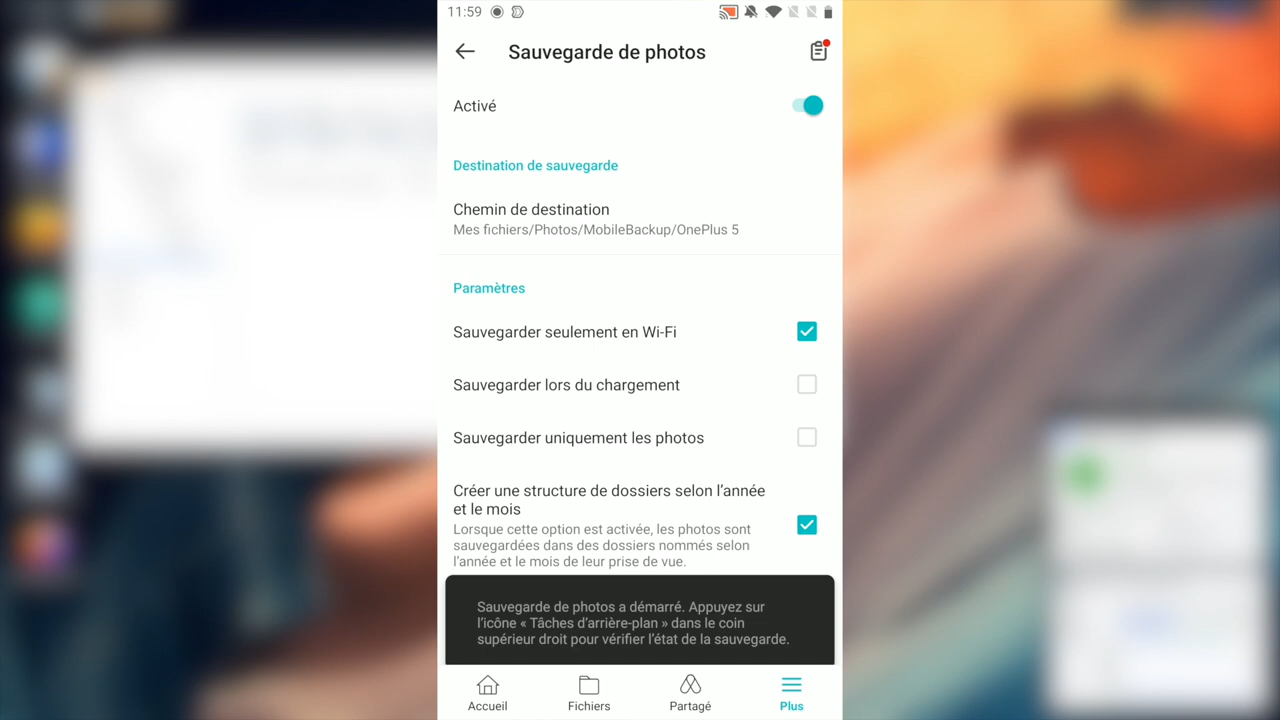 11:59
Sauvegarde de photos
Activé
Destination de sauvegarde
Chemin de destination
Mes fichiers/Photos/MobileBackup/OnePlus 5
Paramètres
Sauvegarder seulement en Wi-Fi
Sauvegarder lors du chargement
Sauvegarder uniquement les photos
Créer une structure de dossiers selon l’année
et le mois
Lorsque cette option est activée, les photos sont
sauvegardées dans des dossiers nommés selon
l’année et le mois de leur prise de vue.
Sauvegarde de photos a démarré. Appuyez sur
l’icône « Tâches d’arrière-plan » dans le coin
supérieur droit pour vérifier l’état de la sauvegarde.
Accueil
Fichiers
Partagé
Plus